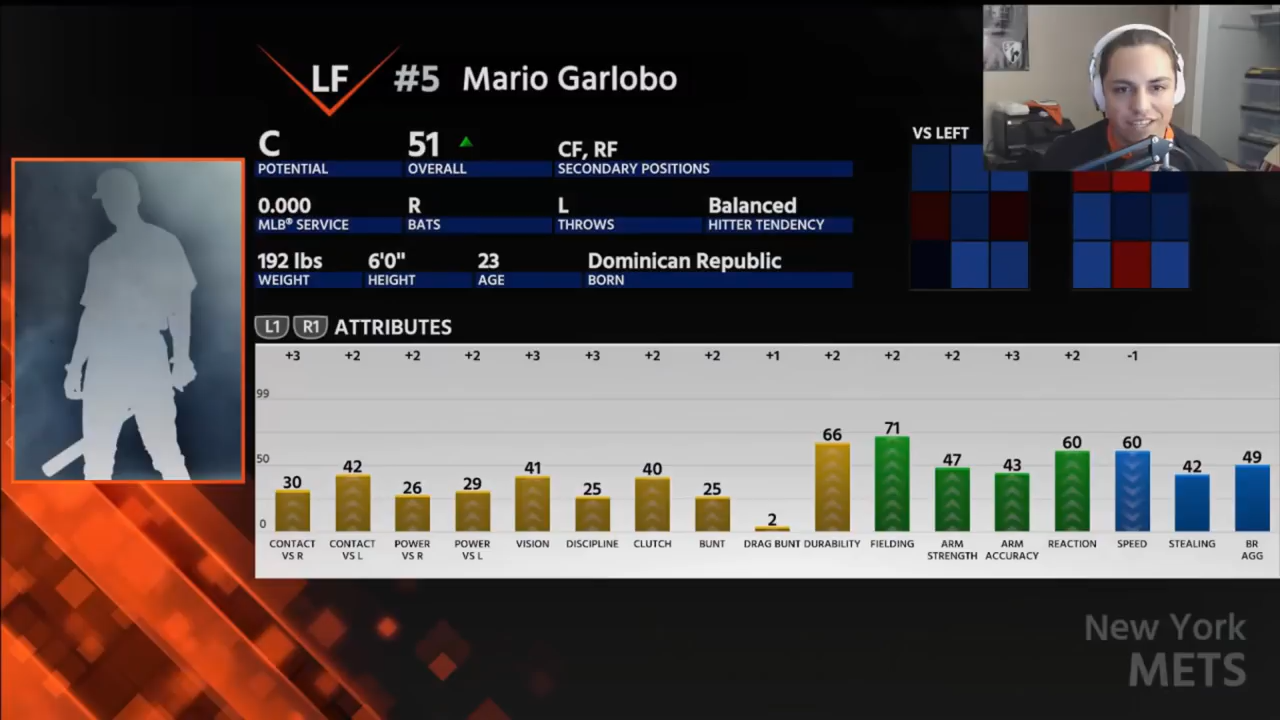 LF #5 Mario Garlobo
C 51 CF, RF
POTENTIAL OVERALL SECONDARY POSITIONS
0.000 R L Balanced
MLB® SERVICE BATS THROWS HITTER TENDENCY
192 lbs 6'0" 23 Dominican Republic
WEIGHT HEIGHT AGE BORN
VS LEFT
L1 R1 ATTRIBUTES
+3 +2 +2 +2 +3 +3 +2 +2 +1 +2 +2 +2 +3 +2 -1
99
50
0
30 42 26 29 41 25 40 25 2 66 71 47 43 60 60 42 49
CONTACT CONTACT POWER POWER VISION DISCIPLINE CLUTCH BUNT DRAG BUNT DURABILITY FIELDING ARM ARM REACTION SPEED STEALING BR
VS R VS L VS R VS L STRENGTH ACCURACY AGG
New York
METS